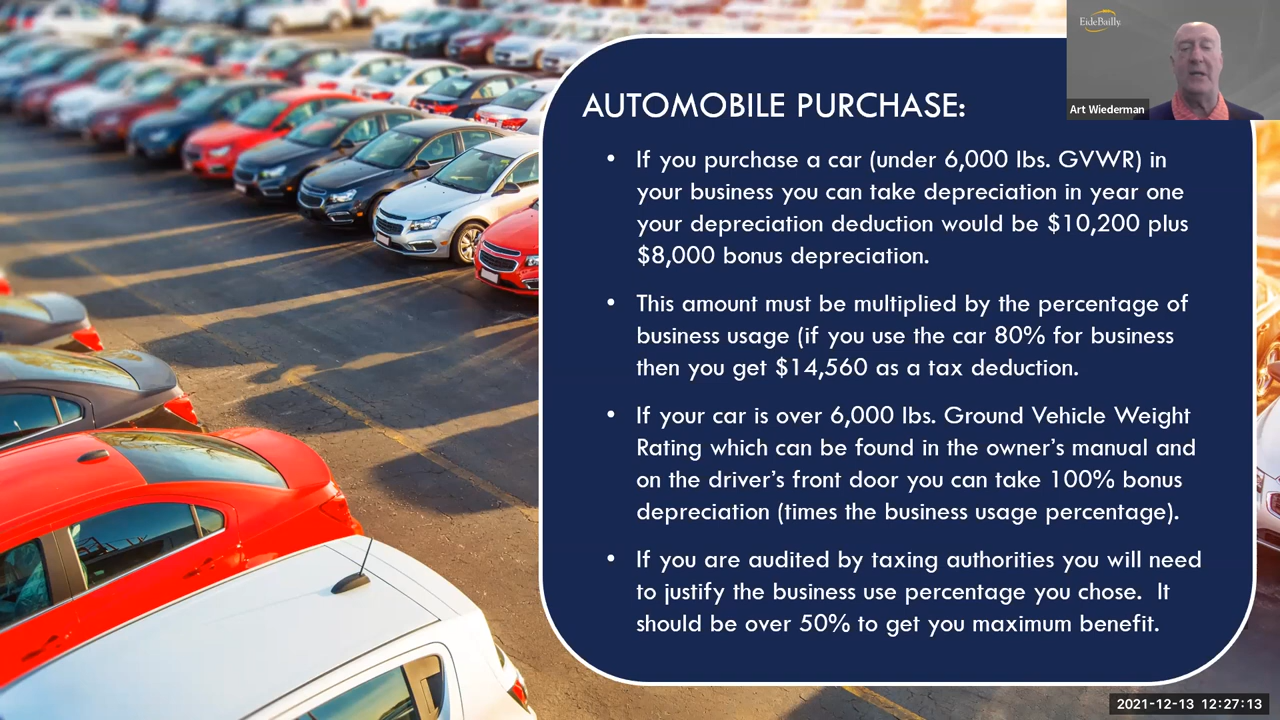 EideBailly
Art Wiederman
AUTOMOBILE PURCHASE:
• If you purchase a car (under 6,000 lbs. GVWR) in
your business you can take depreciation in year one
your depreciation deduction would be $10,200 plus
$8,000 bonus depreciation.
• This amount must be multiplied by the percentage of
business usage (if you use the car 80% for business
then you get $14,560 as a tax deduction.
• If your car is over 6,000 lbs. Ground Vehicle Weight
Rating which can be found in the owner's manual and
on the driver's front door you can take 100% bonus
depreciation (times the business usage percentage).
• If you are audited by taxing authorities you will need
to justify the business use percentage you chose.  It
should be over 50% to get you maximum benefit.
2021-12-13 12:27:13